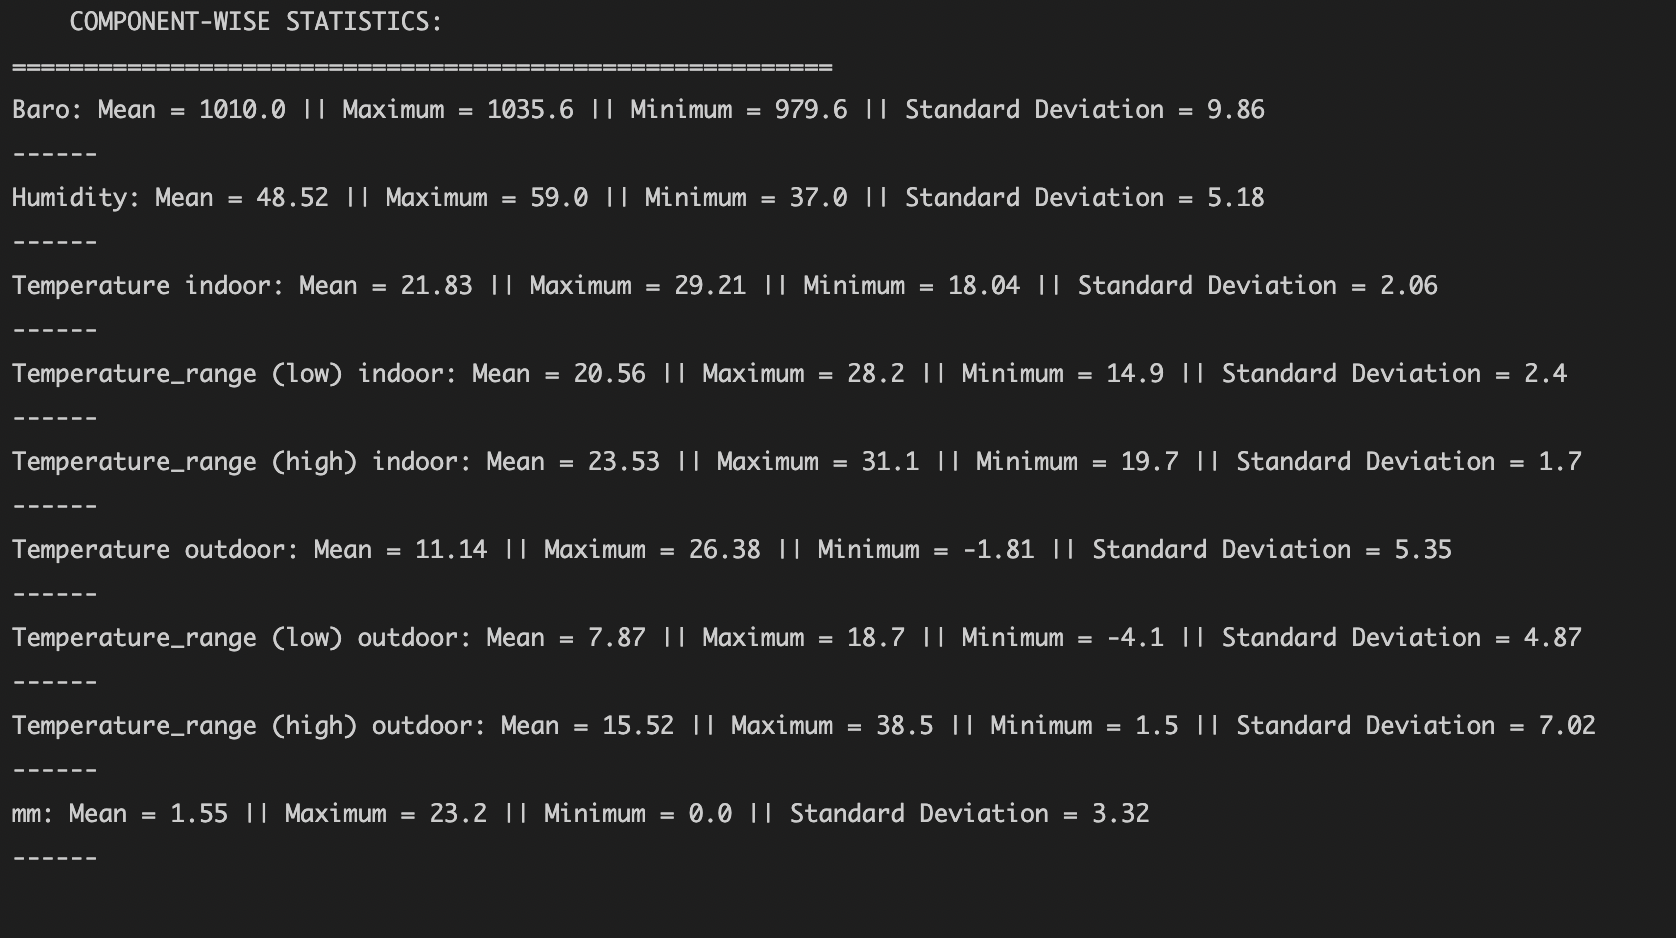 COMPONENT-WISE STATISTICS:
=========================================================
Baro: Mean = 1010.0 || Maximum = 1035.6 || Minimum = 979.6 || Standard Deviation = 9.86
------
Humidity: Mean = 48.52 || Maximum = 59.0 || Minimum = 37.0 || Standard Deviation = 5.18
------
Temperature indoor: Mean = 21.83 || Maximum = 29.21 || Minimum = 18.04 || Standard Deviation = 2.06
------
Temperature_range (low) indoor: Mean = 20.56 || Maximum = 28.2 || Minimum = 14.9 || Standard Deviation = 2.4
------
Temperature_range (high) indoor: Mean = 23.53 || Maximum = 31.1 || Minimum = 19.7 || Standard Deviation = 1.7
------
Temperature outdoor: Mean = 11.14 || Maximum = 26.38 || Minimum = -1.81 || Standard Deviation = 5.35
------
Temperature_range (low) outdoor: Mean = 7.87 || Maximum = 18.7 || Minimum = -4.1 || Standard Deviation = 4.87
------
Temperature_range (high) outdoor: Mean = 15.52 || Maximum = 38.5 || Minimum = 1.5 || Standard Deviation = 7.02
------
mm: Mean = 1.55 || Maximum = 23.2 || Minimum = 0.0 || Standard Deviation = 3.32
------